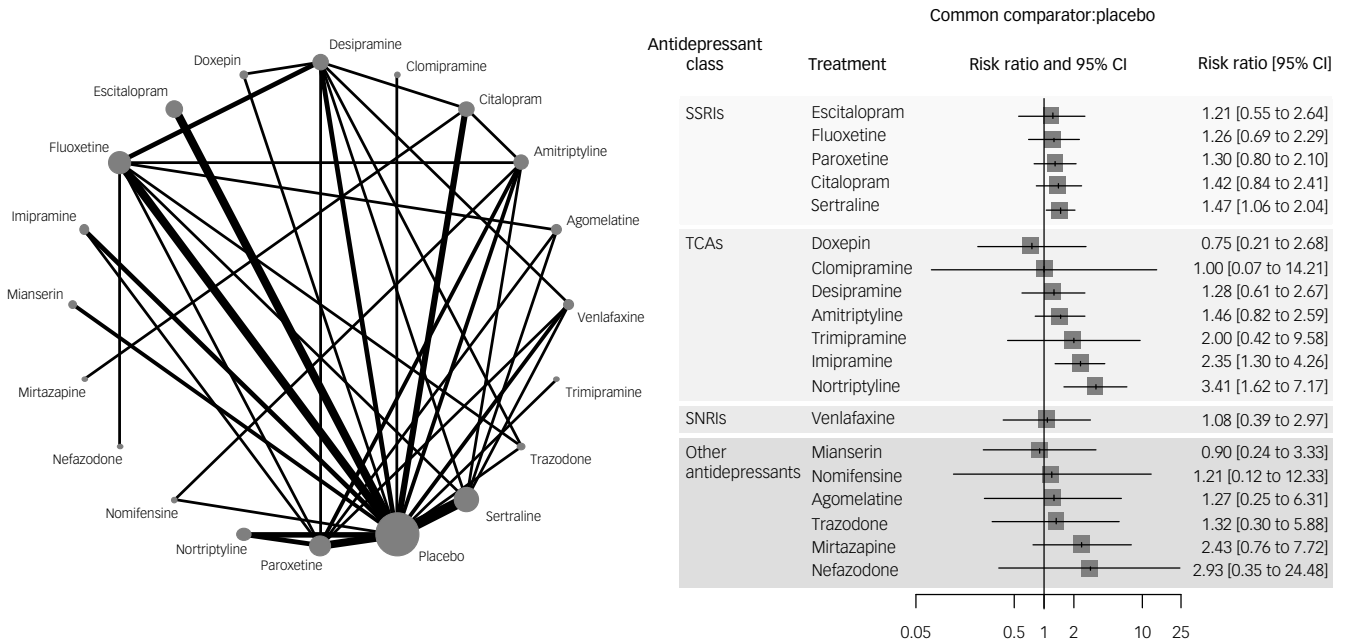 Desipramine
Doxepin
Clomipramine
Escitalopram
Citalopram
Fluoxetine
Amitriptyline
Imipramine
Agomelatine
Mianserin
Venlafaxine
Mirtazapine
Trimipramine
Nefazodone
Trazodone
Nomifensine
Sertraline
Nortriptyline
Paroxetine
Placebo
Common comparator:placebo
Antidepressant
class
Treatment
Risk ratio and 95% CI
Risk ratio [95% CI]
SSRIs
Escitalopram 1.21 [0.55 to 2.64]
Fluoxetine 1.26 [0.69 to 2.29]
Paroxetine 1.30 [0.80 to 2.10]
Citalopram 1.42 [0.84 to 2.41]
Sertraline 1.47 [1.06 to 2.04]
TCAs
Doxepin 0.75 [0.21 to 2.68]
Clomipramine 1.00 [0.07 to 14.21]
Desipramine 1.28 [0.61 to 2.67]
Amitriptyline 1.46 [0.82 to 2.59]
Trimipramine 2.00 [0.42 to 9.58]
Imipramine 2.35 [1.30 to 4.26]
Nortriptyline 3.41 [1.62 to 7.17]
SNRIs
Venlafaxine 1.08 [0.39 to 2.97]
Other
antidepressants
Mianserin 0.90 [0.24 to 3.33]
Nomifensine 1.21 [0.12 to 12.33]
Agomelatine 1.27 [0.25 to 6.31]
Trazodone 1.32 [0.30 to 5.88]
Mirtazapine 2.43 [0.76 to 7.72]
Nefazodone 2.93 [0.35 to 24.48]
0.05 0.5 1 2 10 25